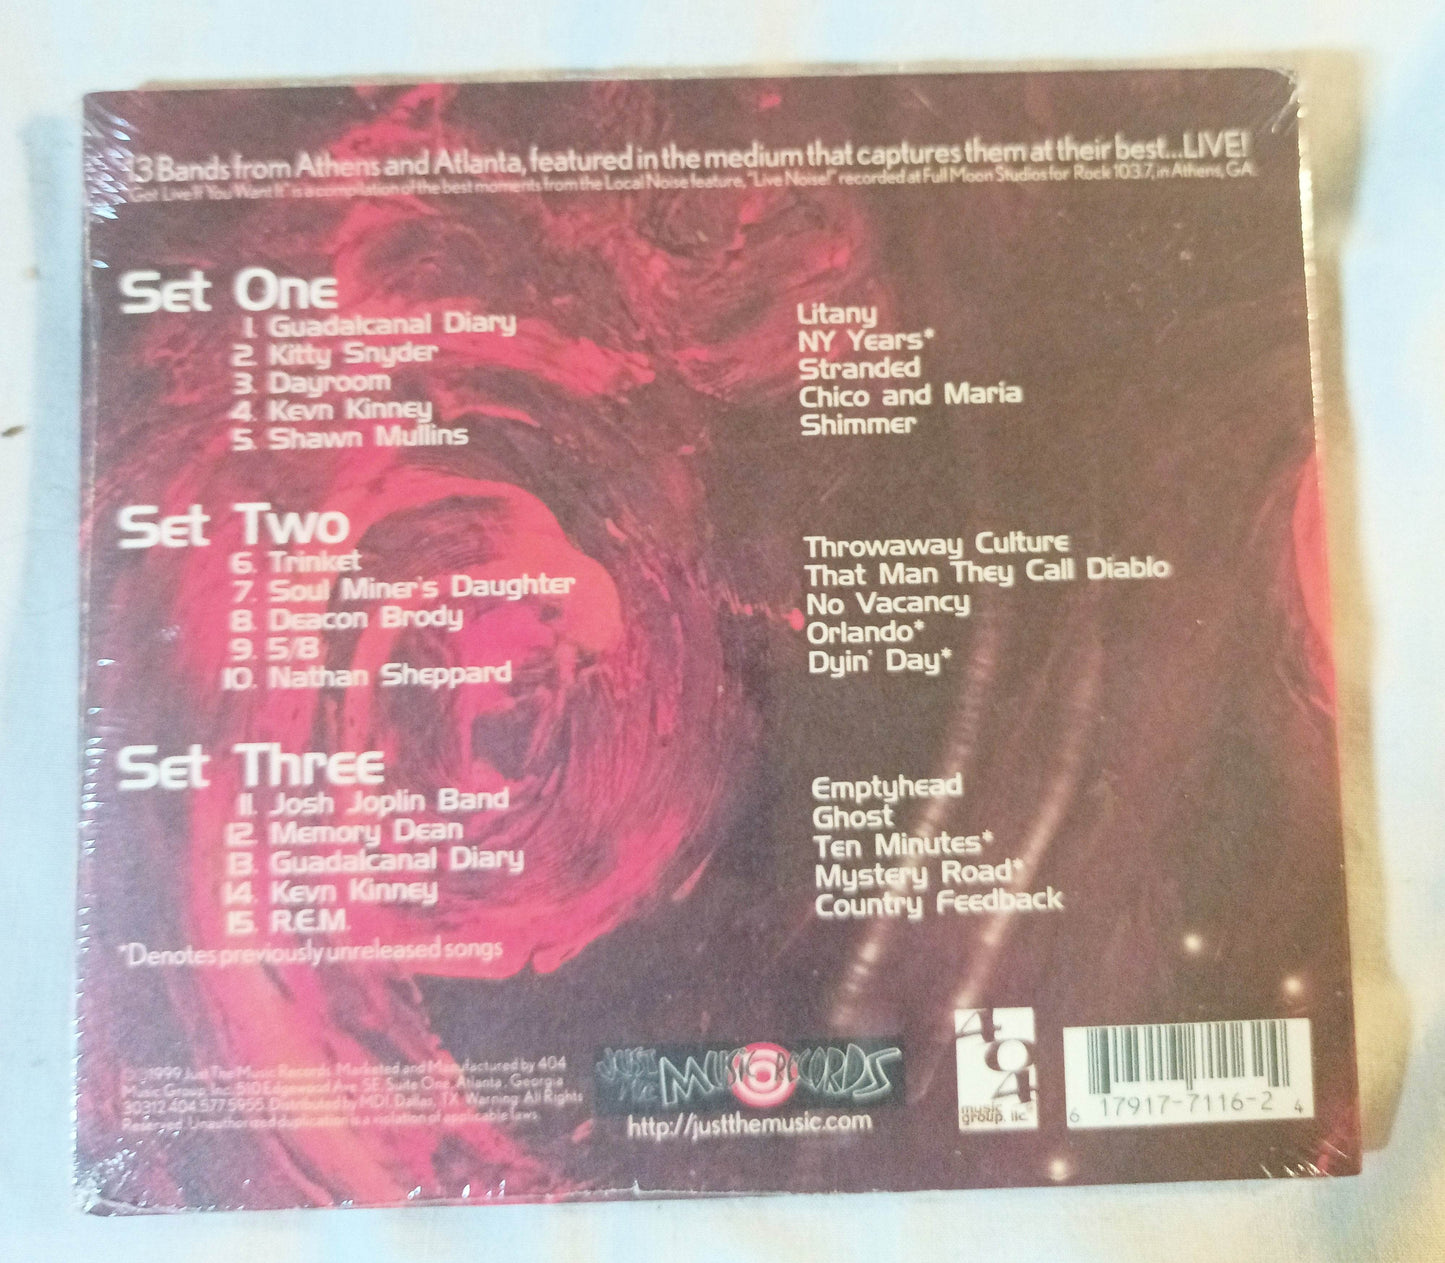 13 Bands from Athens and Atlanta, featured in the medium that captures them at their best...LIVE!
"Got Live If You Want It" is a compilation of the best moments from the Local Noise feature, "Live Noise!" recorded at Full Moon Studios for Rock 103.7, in Athens, GA.
Set One
1. Guadalcanal Diary Litany
2. Kitty Snyder NY Years*
3. Dayroom Stranded
4. Kevn Kinney Chico and Maria
5. Shawn Mullins Shimmer
Set Two
6. Trinket Throwaway Culture
7. Soul Miner's Daughter That Man They Call Diablo
8. Deacon Brody No Vacancy
9. 5/8 Orlando*
10. Nathan Sheppard Dyin' Day*
Set Three
11. Josh Joplin Band Emptyhead
12. Memory Dean Ghost
13. Guadalcanal Diary Ten Minutes*
14. Kevn Kinney Mystery Road*
15. R.E.M. Country Feedback
*Denotes previously unreleased songs
1999 Just The Music Records. Marketed and Manufactured by 404
Music Group, Inc. 510 Edgewood Ave. SE, Suite One, Atlanta, Georgia
30312 404.577.5955. Distributed by MDI, Dallas, TX. Warning: All Rights
Reserved. Unauthorized duplication is a violation of applicable laws.
JUST THE MUSIC RECORDS
http://justthemusic.com
404
music
group, llc.
6 17917-7116-2 4